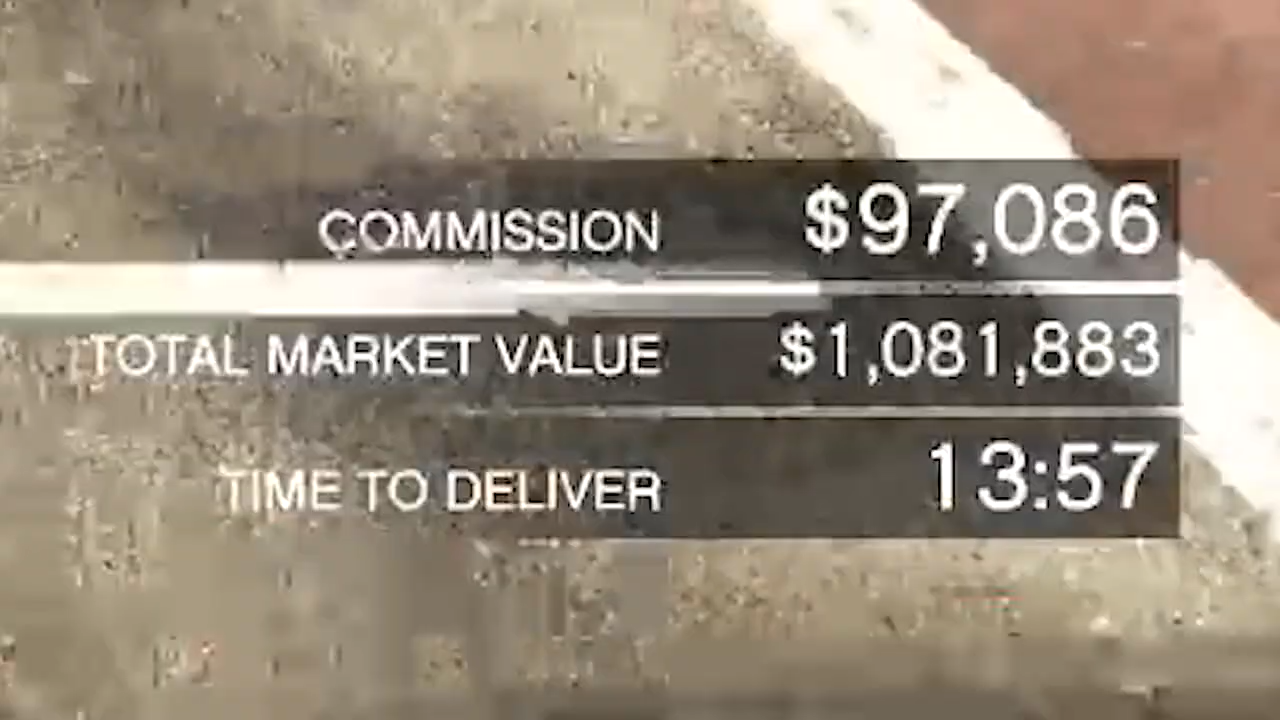 COMMISSION $97,086
TOTAL MARKET VALUE $1,081,883
TIME TO DELIVER 13:57